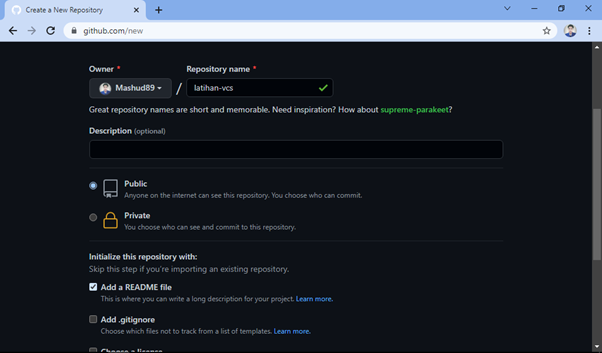 Create a New Repository
github.com/new
Owner * Repository name *
Mashud89 / latihan-vcs
Great repository names are short and memorable. Need inspiration? How about supreme-parakeet?
Description (optional)
Public
Anyone on the internet can see this repository. You choose who can commit.
Private
You choose who can see and commit to this repository.
Initialize this repository with:
Skip this step if you're importing an existing repository.
Add a README file
This is where you can write a long description for your project. Learn more.
Add .gitignore
Choose which files not to track from a list of templates. Learn more.
Choose a license